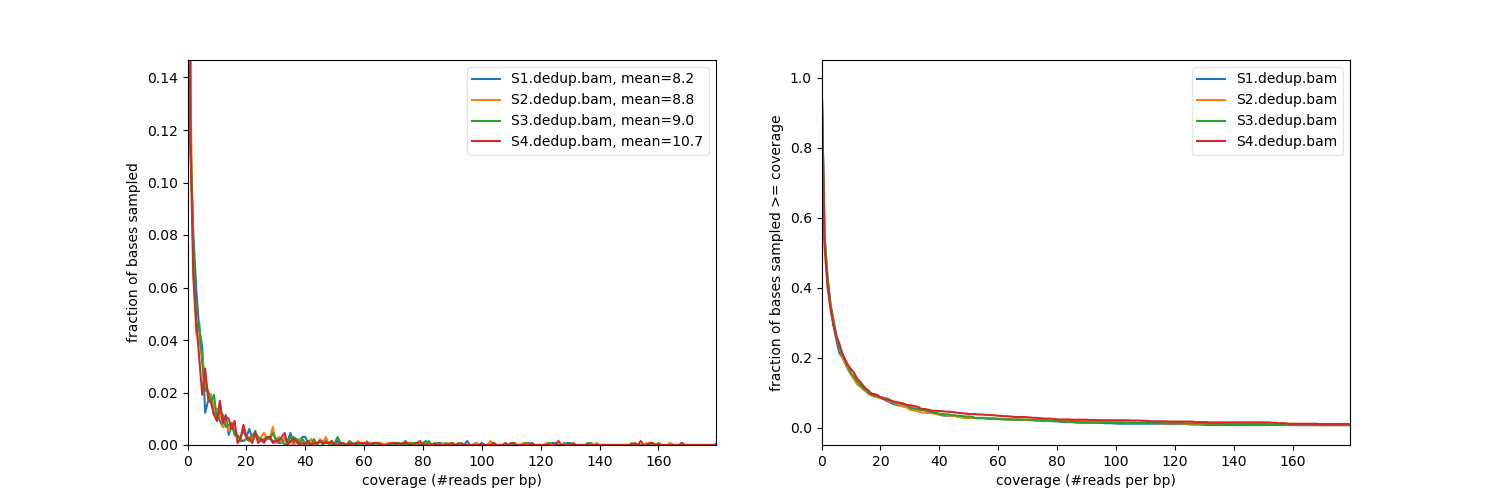 0.14
0.12
0.10
0.08
0.06
0.04
0.02
0.00
fraction of bases sampled
S1.dedup.bam, mean=8.2
S2.dedup.bam, mean=8.8
S3.dedup.bam, mean=9.0
S4.dedup.bam, mean=10.7
0 20 40 60 80 100 120 140 160
coverage (#reads per bp)
1.0
0.8
0.6
0.4
0.2
0.0
fraction of bases sampled >= coverage
S1.dedup.bam
S2.dedup.bam
S3.dedup.bam
S4.dedup.bam
0 20 40 60 80 100 120 140 160
coverage (#reads per bp)